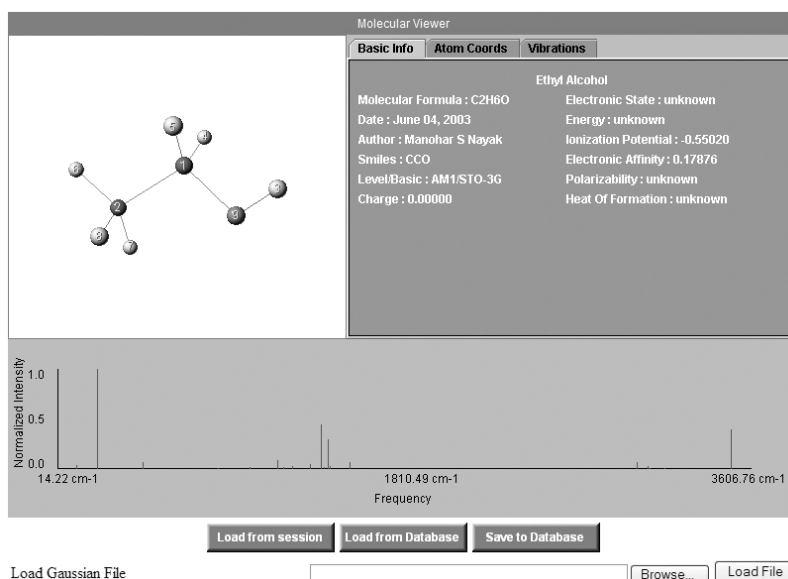 Molecular Viewer
Basic Info Atom Coords Vibrations
Ethyl Alcohol
Molecular Formula : C2H6O Electronic State : unknown
Date : June 04, 2003 Energy : unknown
Author : Manohar S Nayak Ionization Potential : -0.55020
Smiles : CCO Electronic Affinity : 0.17876
Level/Basic : AM1/STO-3G Polarizability : unknown
Charge : 0.00000 Heat Of Formation : unknown
5
4
1
6
2
9
8
7
Normalized Intensity
1.0
0.5
0.0
14.22 cm-1 1810.49 cm-1 3606.76 cm-1
Frequency
Load from session Load from Database Save to Database
Load Gaussian File Browse... Load File